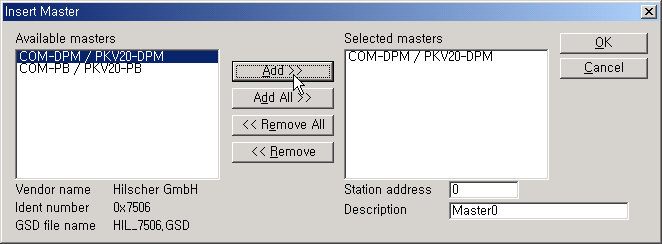 Insert Master
Available masters
COM-DPM / PKV20-DPM
COM-PB / PKV20-PB
Add >>
Add All >>
<< Remove All
<< Remove
Selected masters
COM-DPM / PKV20-DPM
OK
Cancel
Vendor name Hilscher GmbH
Ident number 0x7506
GSD file name HIL_7506.GSD
Station address 0
Description Master0